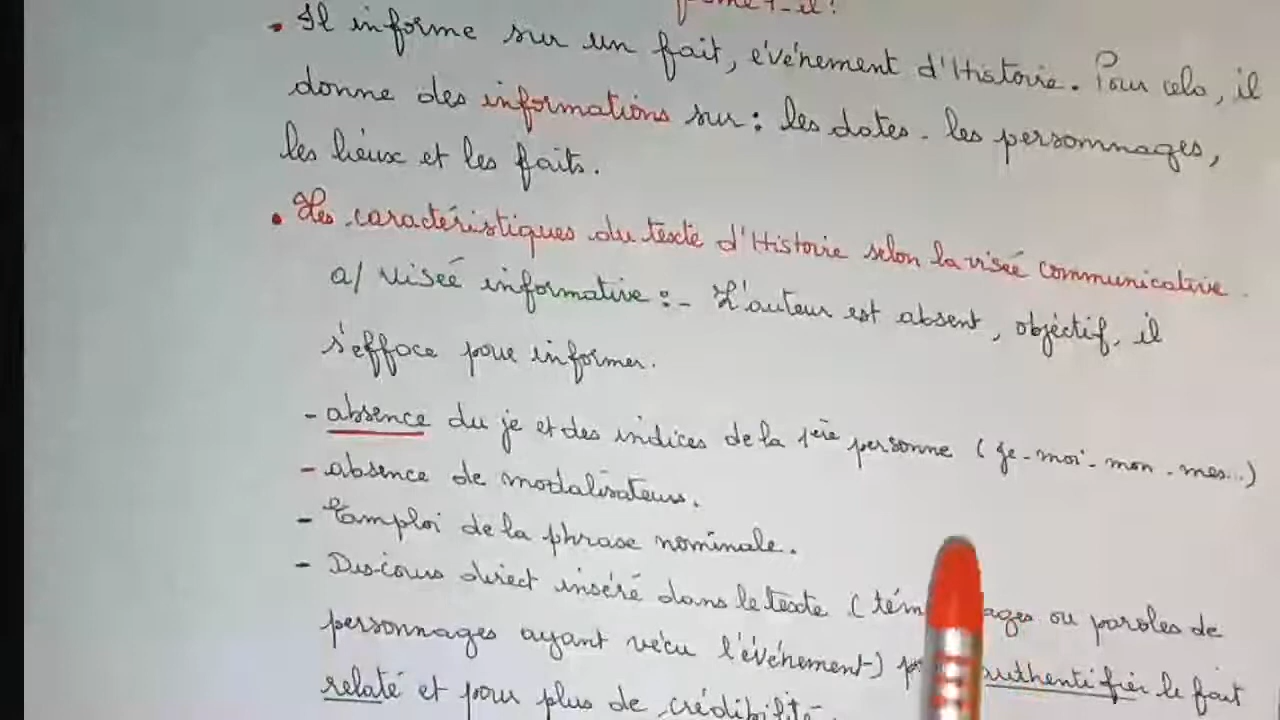 • Il informe sur un fait, événement d'Histoire. Pour cela, il
donne des informations sur : les dates - les personnages,
les lieux et les faits.
• Les caractéristiques du texte d'Histoire selon la visée communicative.
a/ visée informative : - L'auteur est absent, objectif, il
s'efface pour informer.
- absence du je et des indices de la 1ère personne (je - moi - mon - mes...)
- absence de modalisateurs.
- Emploi de la phrase nominale.
- Discours direct inséré dans le texte ( ou paroles de
personnages ayant vécu l'événement) authentifier le fait
relaté et pour plus de crédibilité.